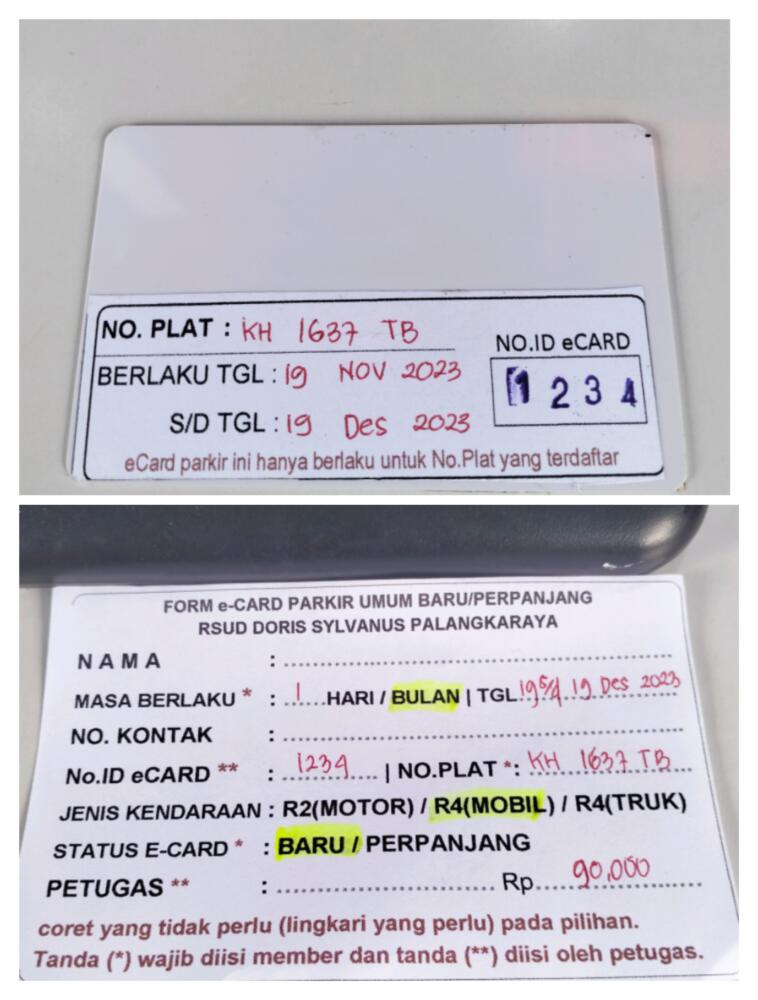 NO. PLAT : KH 1637 TB
NO.ID eCARD
BERLAKU TGL : 19 NOV 2023
1 2 3 4
S/D TGL : 19 Des 2023
eCard parkir ini hanya berlaku untuk No.Plat yang terdaftar
FORM e-CARD PARKIR UMUM BARU/PERPANJANG
RSUD DORIS SYLVANUS PALANGKARAYA
N A M A : ..........
MASA BERLAKU * : ..1....HARI / BULAN | TGL 19 s/d 19 Des 2023
NO. KONTAK : ..........
No.ID eCARD ** : ..1234... | NO.PLAT *: KH 1637 TB
JENIS KENDARAAN : R2(MOTOR) / R4(MOBIL) / R4(TRUK)
STATUS E-CARD * : BARU / PERPANJANG
PETUGAS ** : .......... Rp....90,000......
coret yang tidak perlu (lingkari yang perlu) pada pilihan.
Tanda (*) wajib diisi member dan tanda (**) diisi oleh petugas.